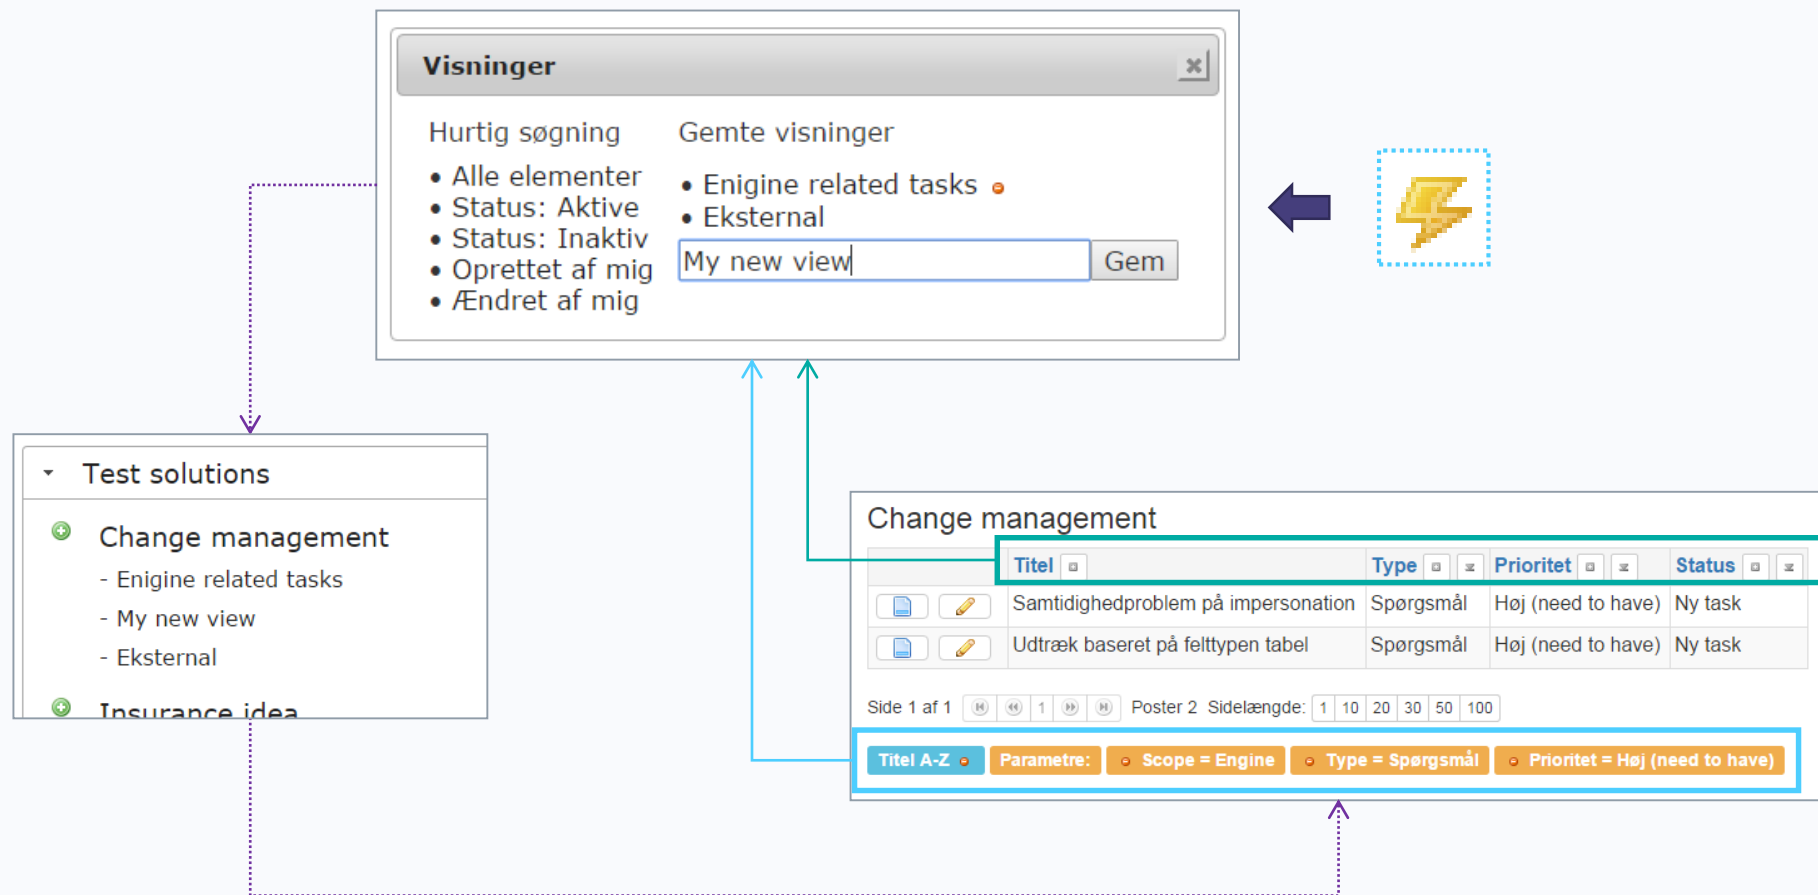 Visninger
Hurtig søgning
• Alle elementer
• Status: Aktive
• Status: Inaktiv
• Oprettet af mig
• Ændret af mig
Gemte visninger
• Enigine related tasks
• Eksternal
My new view Gem
Test solutions
Change management
- Enigine related tasks
- My new view
- Eksternal
Insurance idea
Change management
Titel Type Prioritet Status
Samtidighedproblem på impersonation Spørgsmål Høj (need to have) Ny task
Udtræk baseret på felttypen tabel Spørgsmål Høj (need to have) Ny task
Side 1 af 1 1 Poster 2 Sidelængde: 1 10 20 30 50 100
Titel A-Z Parametre: Scope = Engine Type = Spørgsmål Prioritet = Høj (need to have)